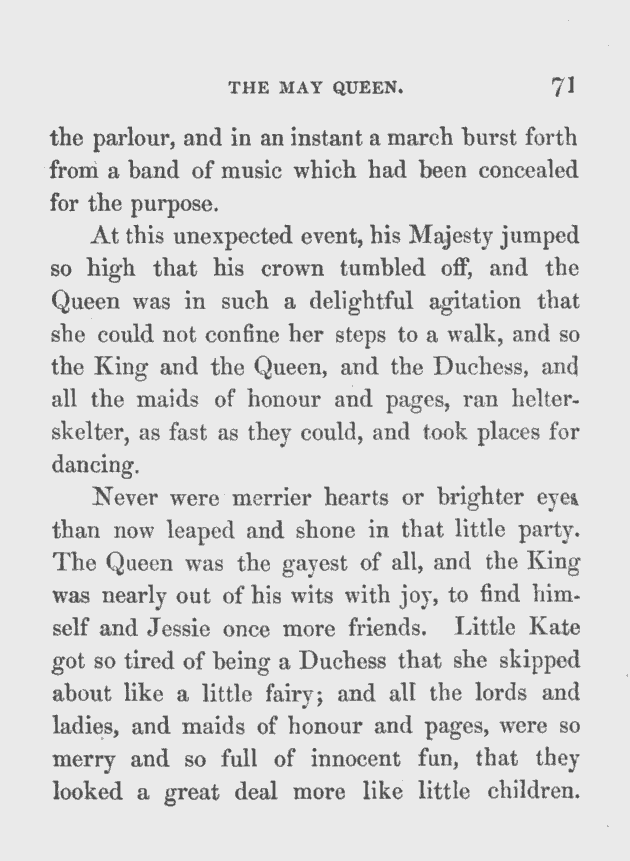 THE MAY QUEEN. 71
the parlour, and in an instant a march burst forth
from a band of music which had been concealed
for the purpose.
At this unexpected event, his Majesty jumped
so high that his crown tumbled off, and the
Queen was in such a delightful agitation that
she could not confine her steps to a walk, and so
the King and the Queen, and the Duchess, and
all the maids of honour and pages, ran helter-
skelter, as fast as they could, and took places for
dancing.
Never were merrier hearts or brighter eyes
than now leaped and shone in that little party.
The Queen was the gayest of all, and the King
was nearly out of his wits with joy, to find him-
self and Jessie once more friends. Little Kate
got so tired of being a Duchess that she skipped
about like a little fairy; and all the lords and
ladies, and maids of honour and pages, were so
merry and so full of innocent fun, that they
looked a great deal more like little children.